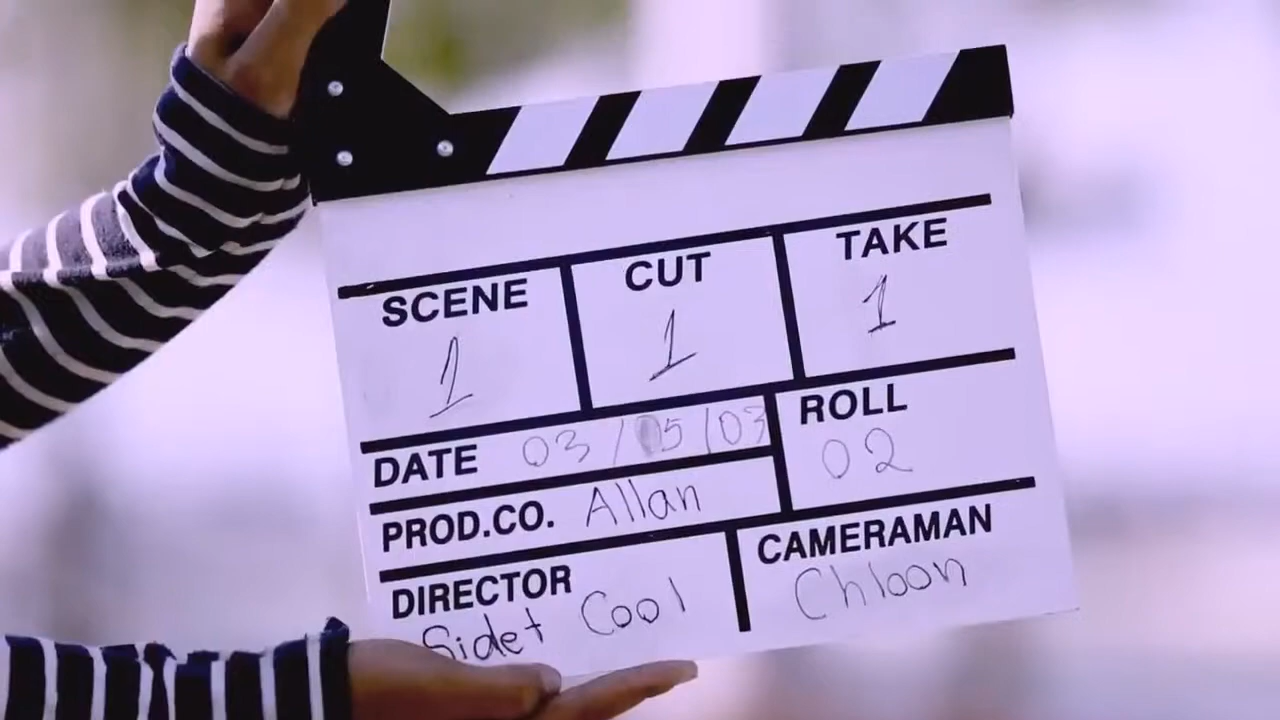 SCENE CUT TAKE
1 1 1
DATE 03/05/03 ROLL
02
PROD.CO. Allan
DIRECTOR CAMERAMAN
Sidet Cool Chloon